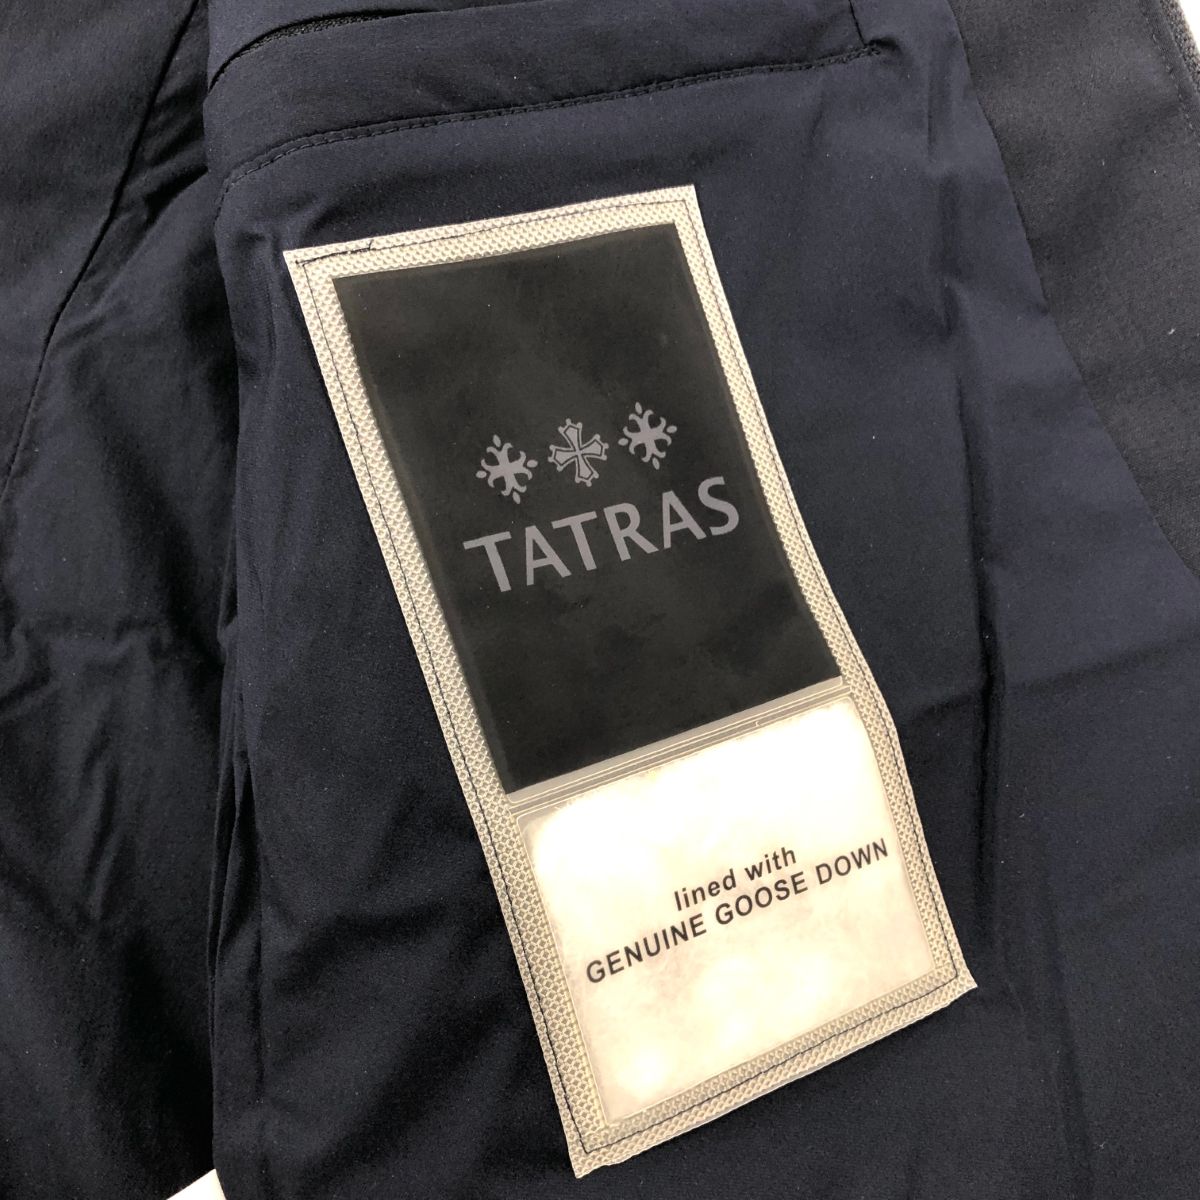 TATRAS
lined with
GENUINE GOOSE DOWN